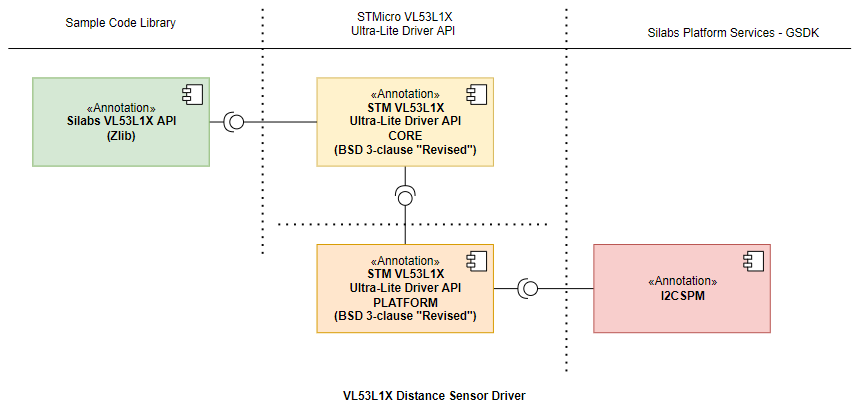 Sample Code Library
STMicro VL53L1X
Ultra-Lite Driver API
Silabs Platform Services - GSDK
«Annotation»
Silabs VL53L1X API
(Zlib)
«Annotation»
STM VL53L1X
Ultra-Lite Driver API
CORE
(BSD 3-clause "Revised")
«Annotation»
STM VL53L1X
Ultra-Lite Driver API
PLATFORM
(BSD 3-clause "Revised")
«Annotation»
I2CSPM
VL53L1X Distance Sensor Driver